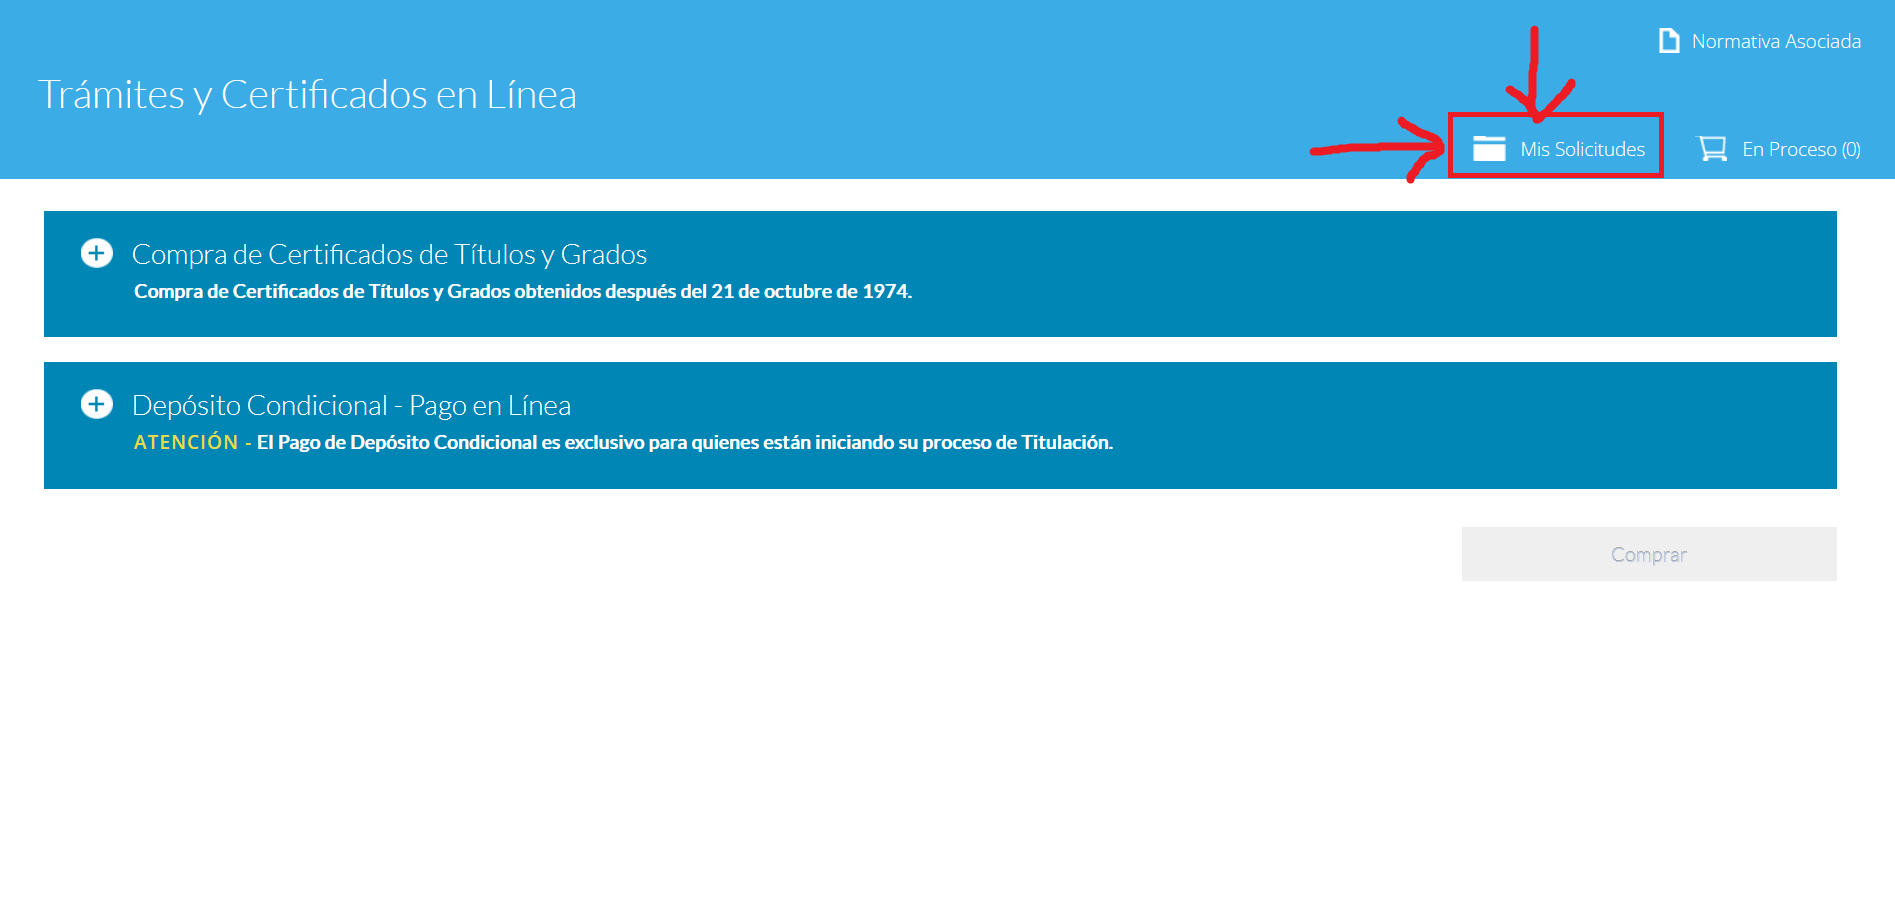 Normativa Asociada
Trámites y Certificados en Línea
Mis Solicitudes
En Proceso (0)
Compra de Certificados de Títulos y Grados
Compra de Certificados de Títulos y Grados obtenidos después del 21 de octubre de 1974.
Depósito Condicional - Pago en Línea
ATENCIÓN - El Pago de Depósito Condicional es exclusivo para quienes están iniciando su proceso de Titulación.
Comprar